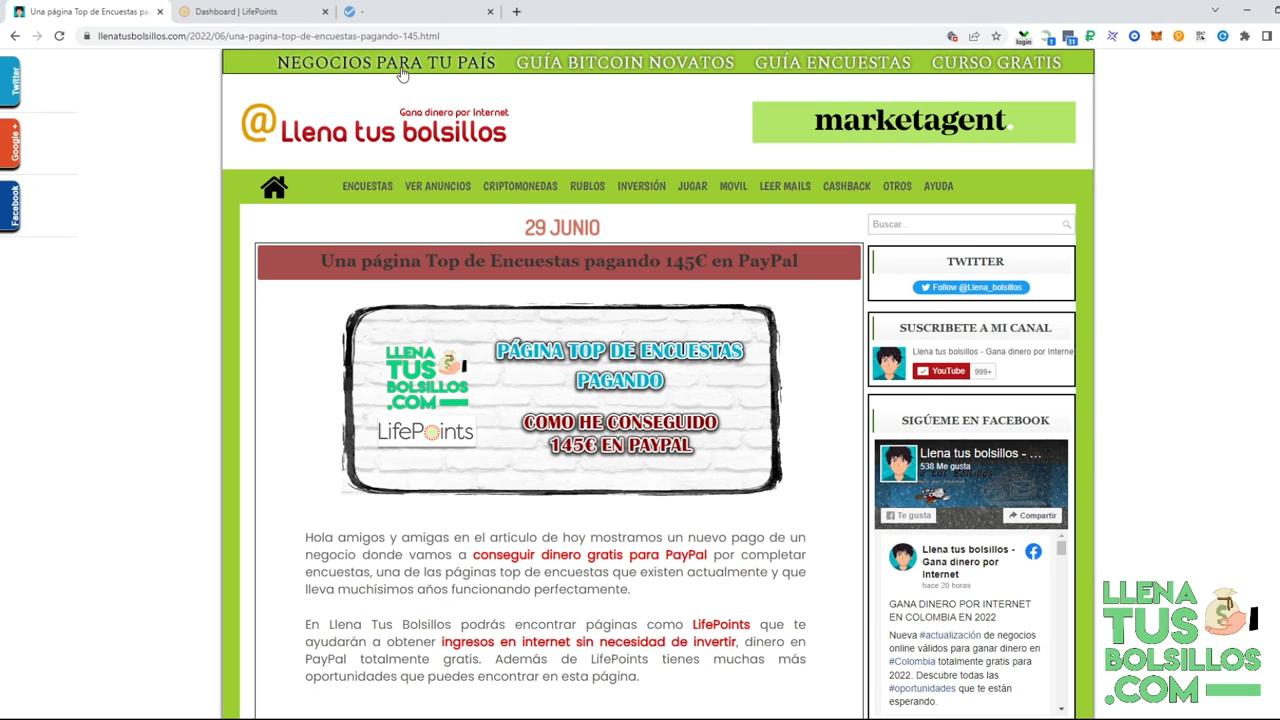 Una página Top de Encuestas pa
Dashboard | LifePoints
-
llenatusbolsillos.com/2022/06/una-pagina-top-de-encuestas-pagando-145.html
login
1
31
Twitter
Google +
Facebook
NEGOCIOS PARA TU PAÍS GUÍA BITCOIN NOVATOS GUÍA ENCUESTAS CURSO GRATIS
@ Gana dinero por Internet
Llena tus bolsillos
marketagent.
ENCUESTAS VER ANUNCIOS CRIPTOMONEDAS RUBLOS INVERSIÓN JUGAR MOVIL LEER MAILS CASHBACK OTROS AYUDA
29 JUNIO
Una página Top de Encuestas pagando 145€ en PayPal
LLENA
TUS
BOLSILLOS
.COM
LifePoints
PÁGINA TOP DE ENCUESTAS
PAGANDO
COMO HE CONSEGUIDO
145€ EN PAYPAL
Hola amigos y amigas en el artículo de hoy mostramos un nuevo pago de un
negocio donde vamos a conseguir dinero gratis para PayPal por completar
encuestas, una de las páginas top de encuestas que existen actualmente y que
lleva muchísimos años funcionando perfectamente.
En Llena Tus Bolsillos podrás encontrar páginas como LifePoints que te
ayudarán a obtener ingresos en internet sin necesidad de invertir, dinero en
PayPal totalmente gratis. Además de LifePoints tienes muchas más
oportunidades que puedes encontrar en esta página.
Buscar...
TWITTER
Follow @Llena_bolsillos
SUSCRIBETE A MI CANAL
Llena tus bolsillos - Gana dinero por Interne
YouTube 999+
SIGÚEME EN FACEBOOK
Llena tus bolsillos - ...
538 Me gusta
Te gusta
Compartir
Llena tus bolsillos -
Gana dinero por
Internet
hace 20 horas
GANA DINERO POR INTERNET
EN COLOMBIA EN 2022
Nueva #actualización de negocios
online válidos para ganar dinero en
#Colombia totalmente gratis para
2022. Descubre todas las
#oportunidades que te están
esperando.
LLENA
TUS
BOLSILLOS
.COM